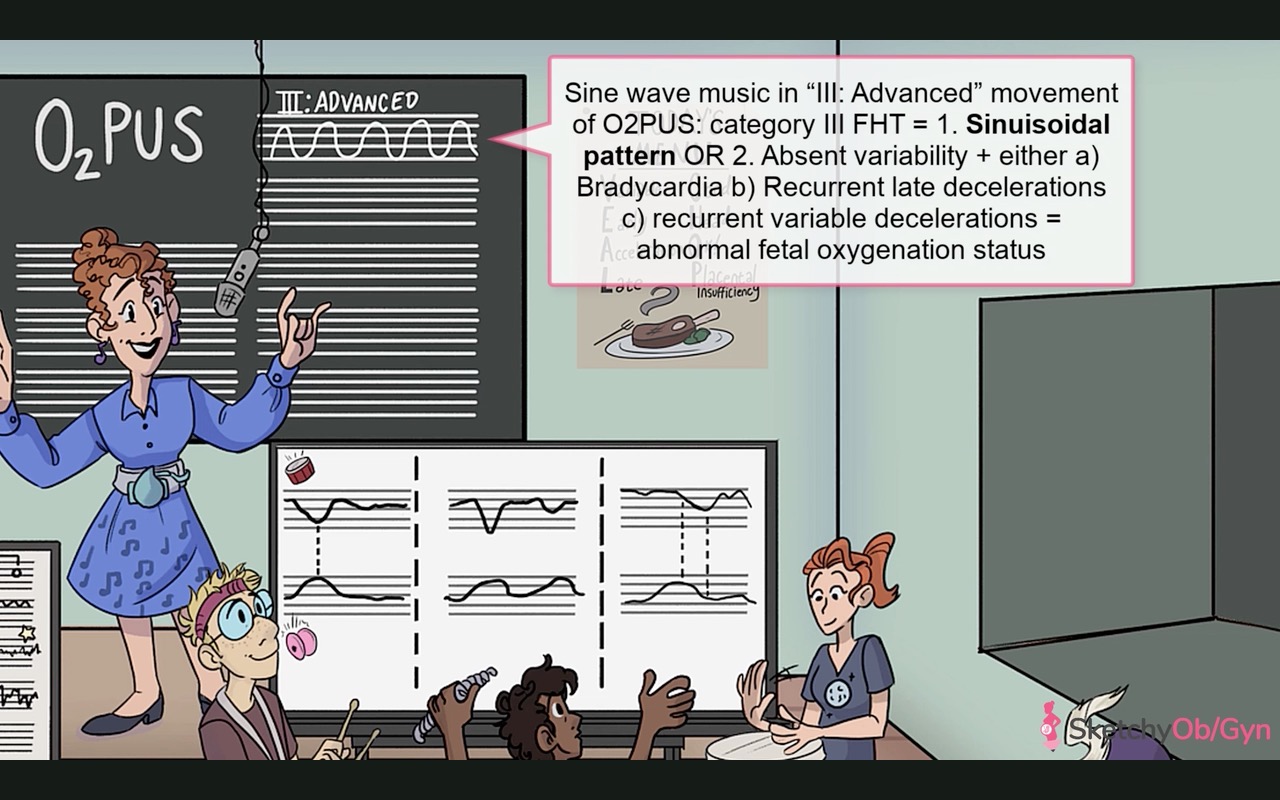 O₂PUS
III: ADVANCED
Sine wave music in “III: Advanced” movement
of O2PUS: category III FHT = 1. Sinuisoidal
pattern OR 2. Absent variability + either a)
Bradycardia b) Recurrent late decelerations
c) recurrent variable decelerations =
abnormal fetal oxygenation status
Late
Placental
Insufficiency
SketchyOb/Gyn